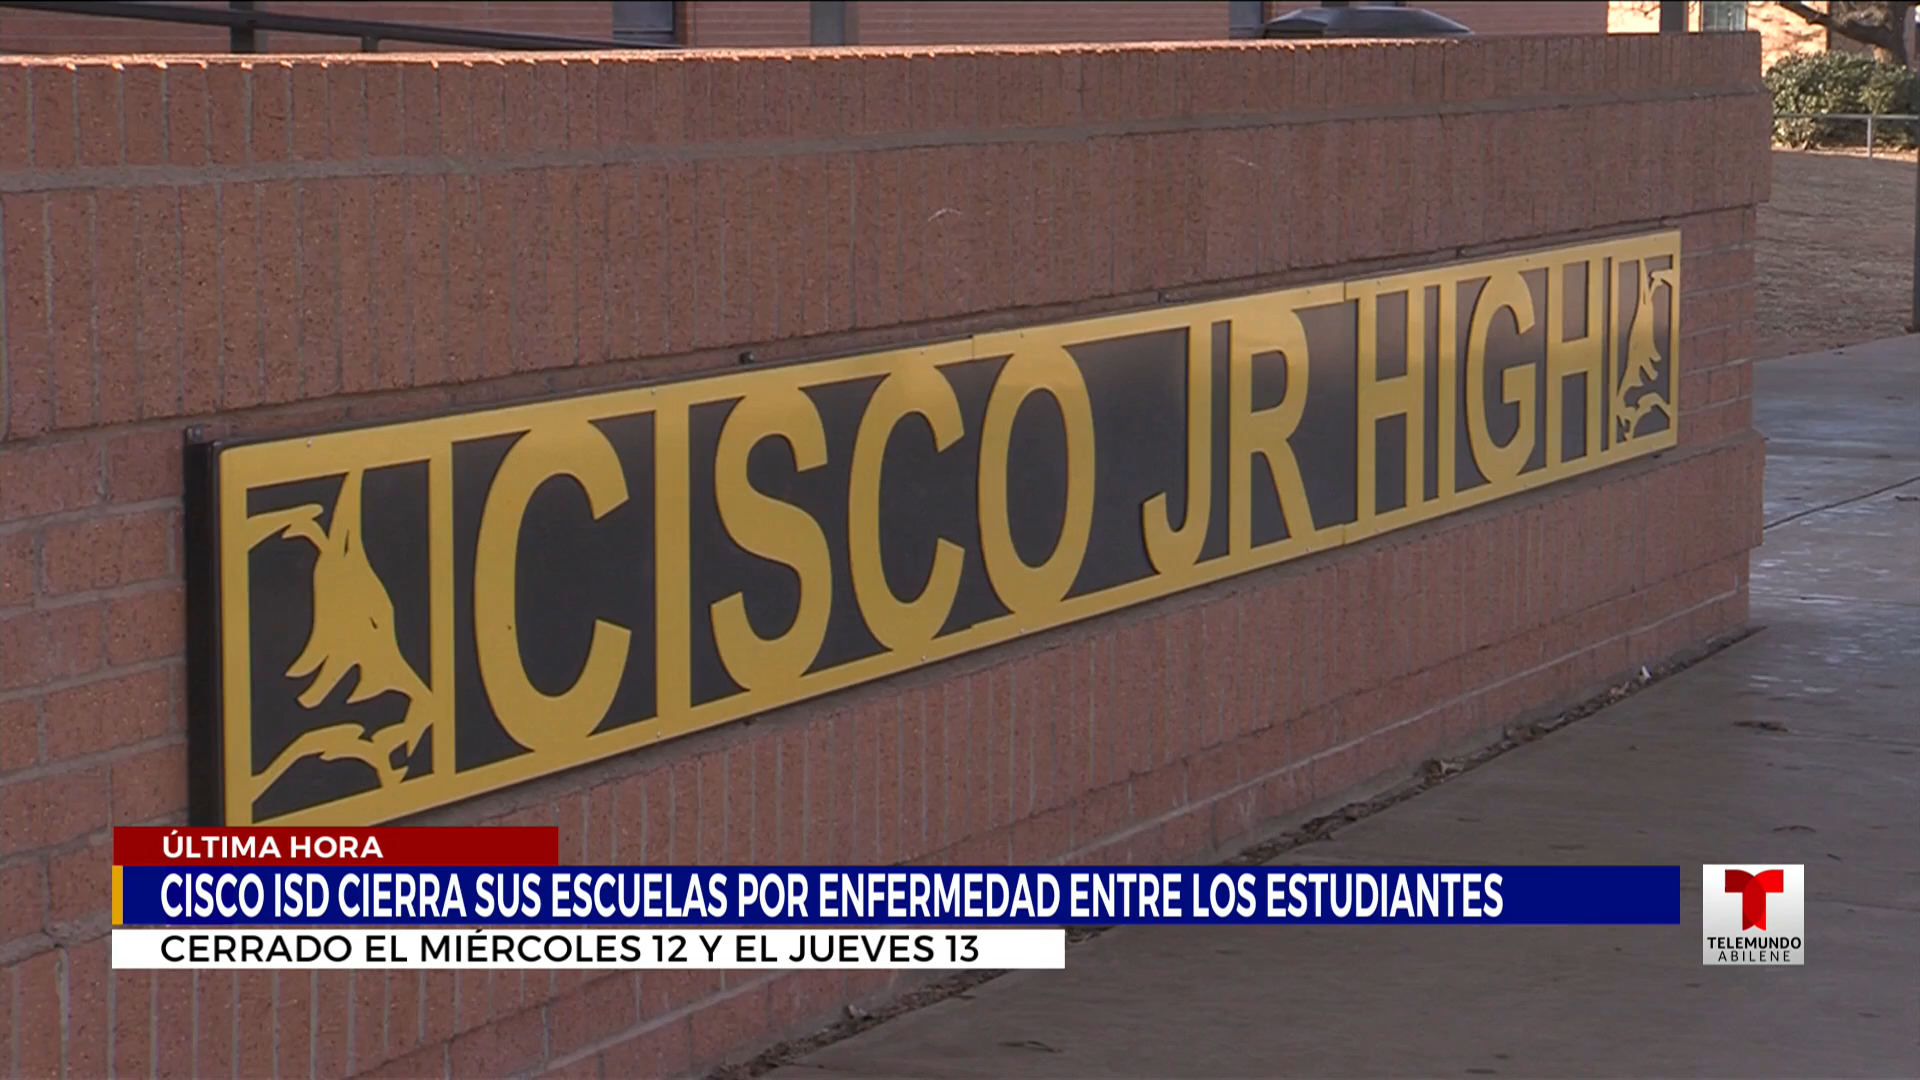 CISCO JR HIGH
ÚLTIMA HORA
CISCO ISD CIERRA SUS ESCUELAS POR ENFERMEDAD ENTRE LOS ESTUDIANTES
CERRADO EL MIÉRCOLES 12 Y EL JUEVES 13
TELEMUNDO
ABILENE